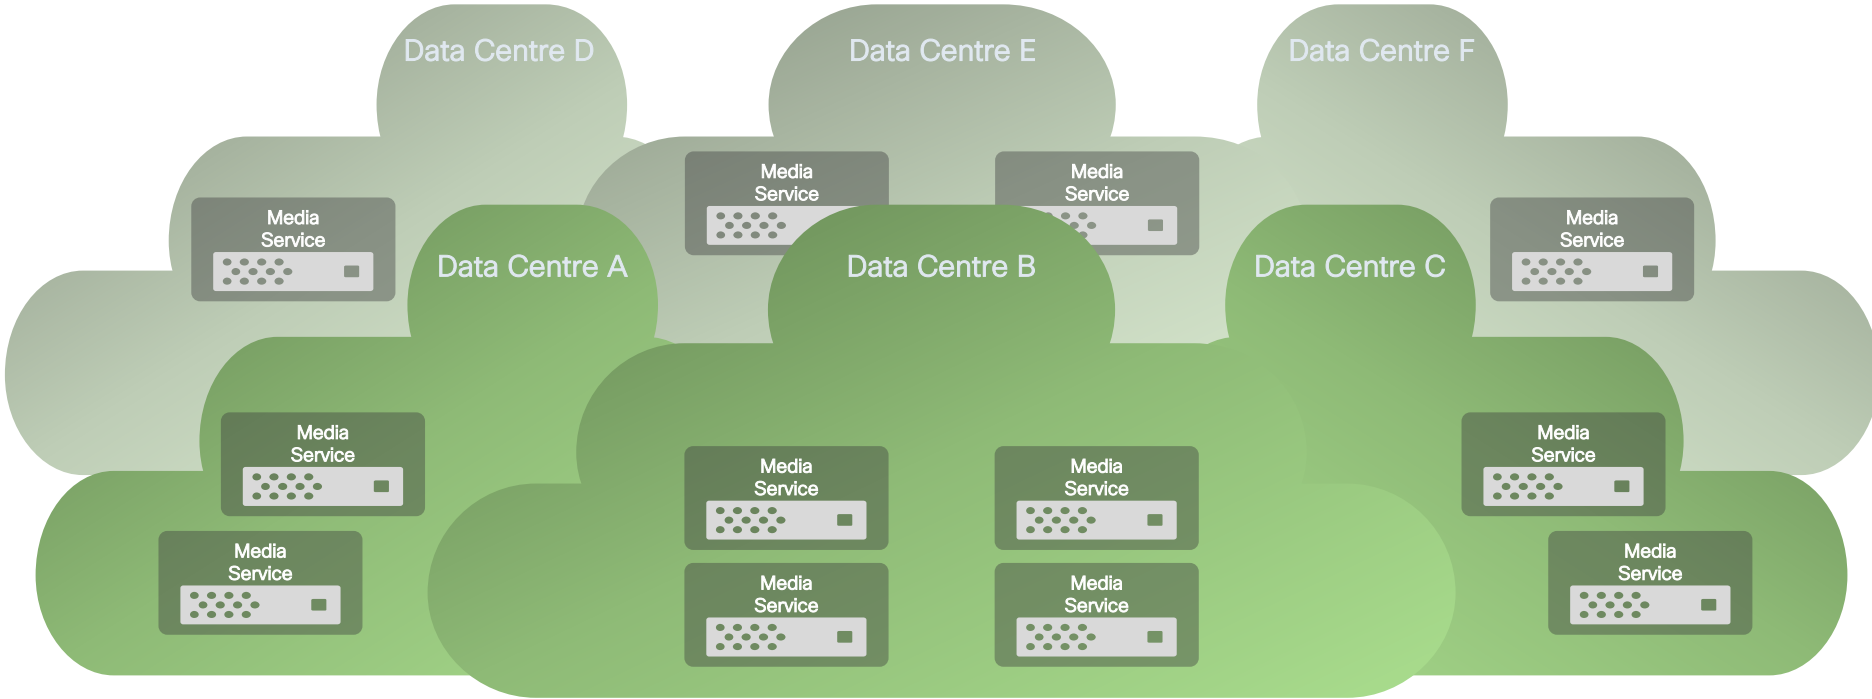 Data Centre D
Data Centre E
Data Centre F
Media
Service
Media
Service
Media
Service
Media
Service
Data Centre A
Data Centre B
Data Centre C
Media
Service
Media
Service
Media
Service
Media
Service
Media
Service
Media
Service
Media
Service
Media
Service